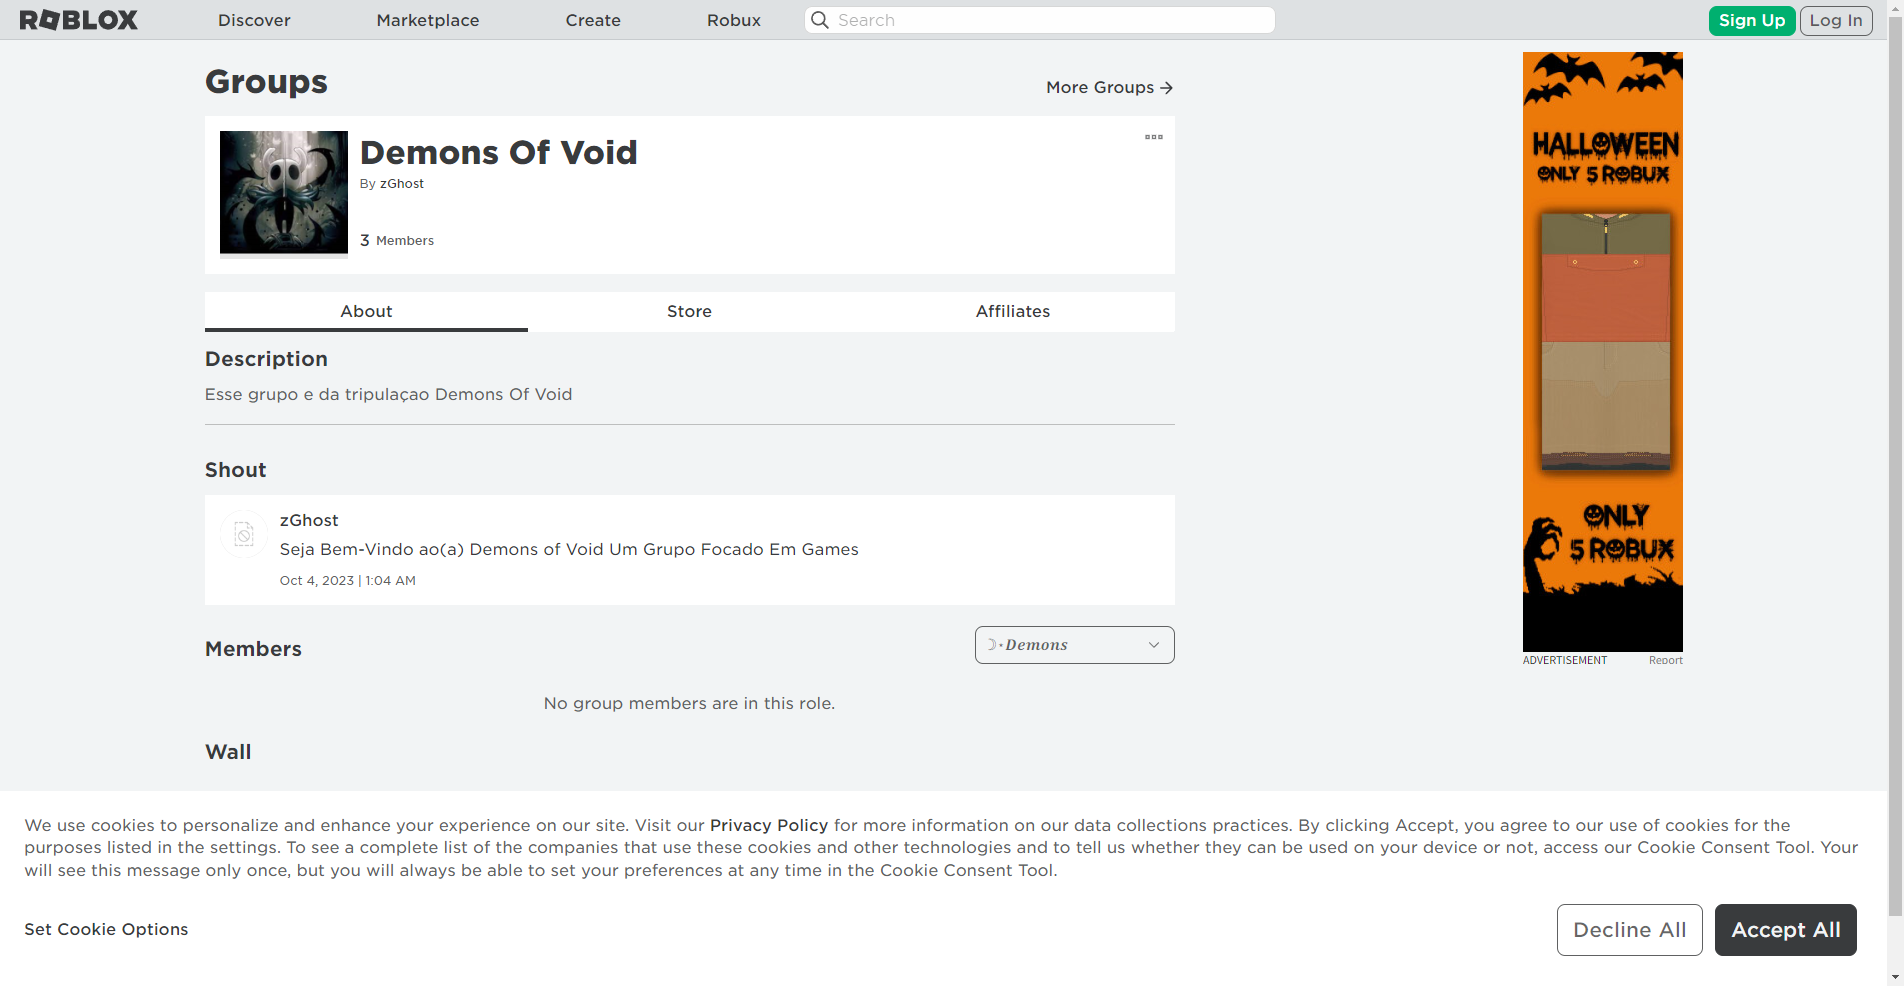 ROBLOX
Discover
Marketplace
Create
Robux
Search
Sign Up
Log In
Groups
More Groups →
Demons Of Void
By zGhost
3 Members
About
Store
Affiliates
Description
Esse grupo e da tripulaçao Demons Of Void
Shout
zGhost
Seja Bem-Vindo ao(a) Demons of Void Um Grupo Focado Em Games
Oct 4, 2023 | 1:04 AM
Members
☽・Demons
No group members are in this role.
Wall
HALLOWEEN
ONLY 5 ROBUX
ONLY
5 ROBUX
ADVERTISEMENT
Report
We use cookies to personalize and enhance your experience on our site. Visit our Privacy Policy for more information on our data collections practices. By clicking Accept, you agree to our use of cookies for the
purposes listed in the settings. To see a complete list of the companies that use these cookies and other technologies and to tell us whether they can be used on your device or not, access our Cookie Consent Tool. Your
will see this message only once, but you will always be able to set your preferences at any time in the Cookie Consent Tool.
Set Cookie Options
Decline All
Accept All